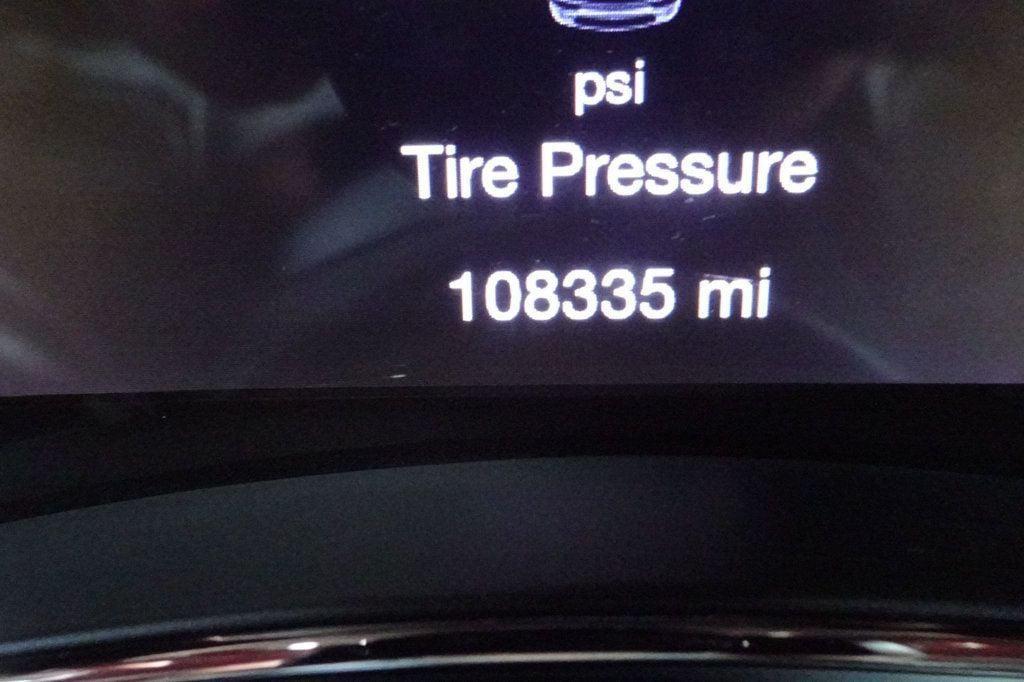 psi
Tire Pressure
108335 mi